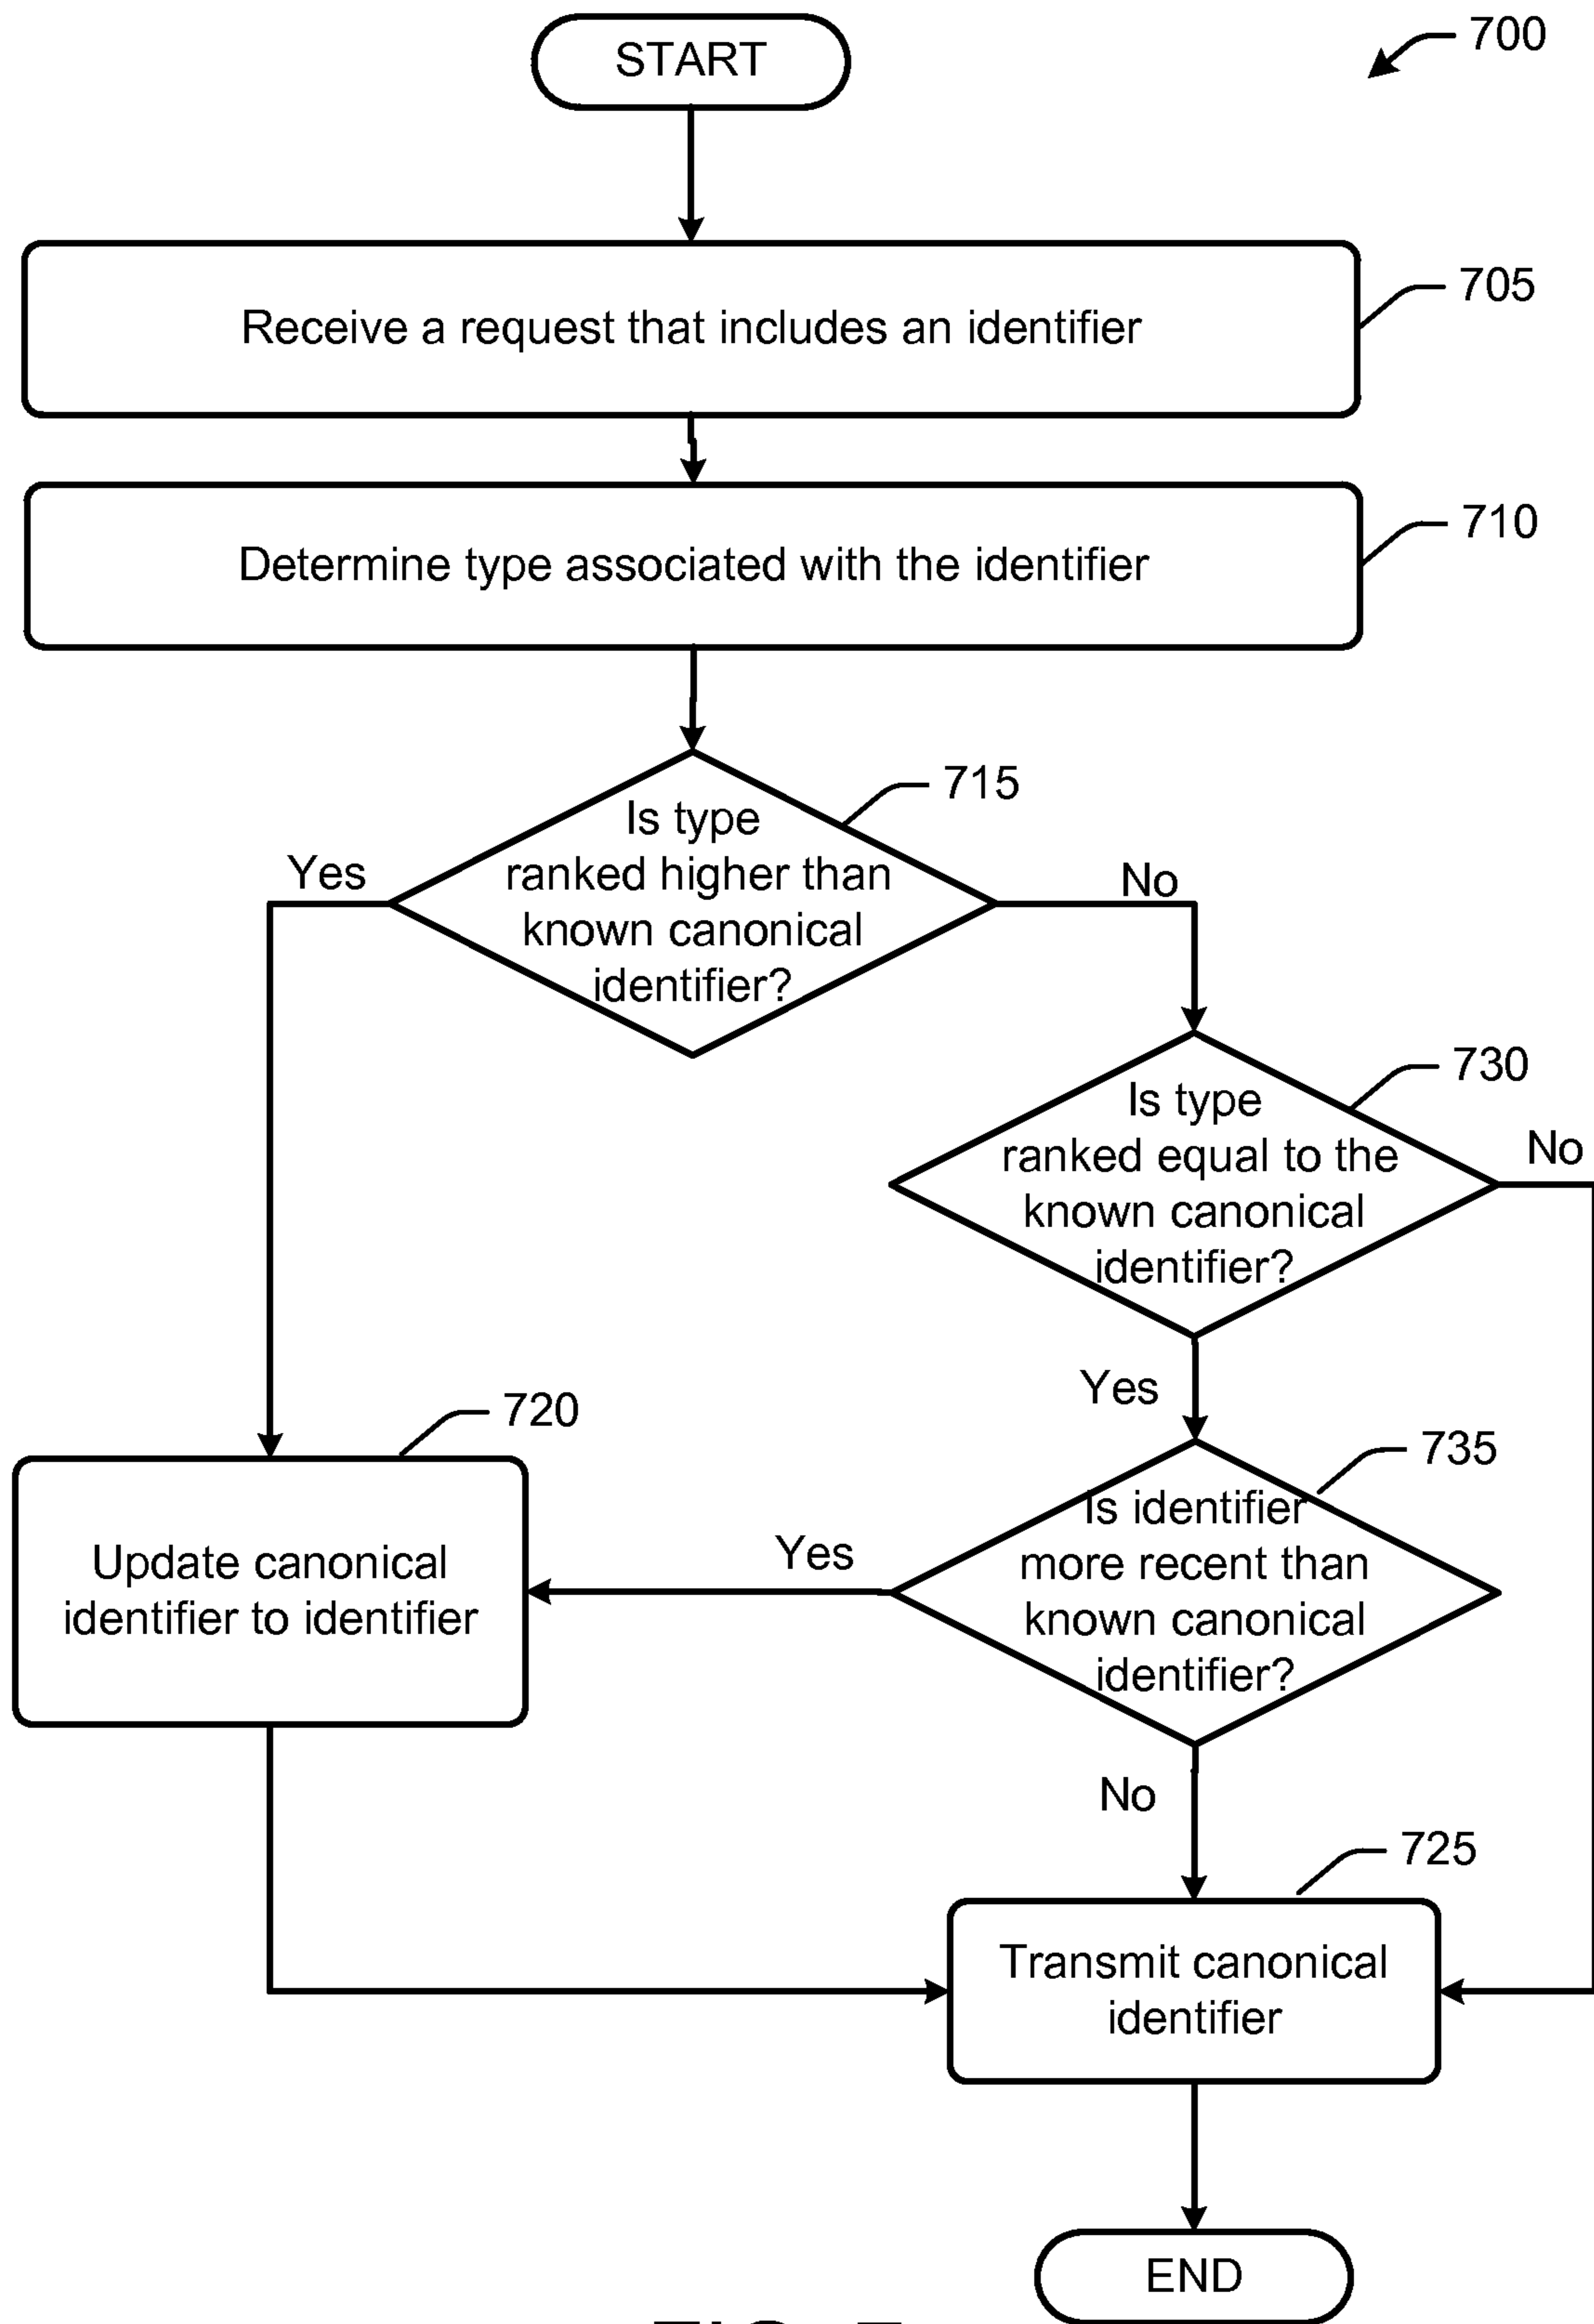 START
700
Receive a request that includes an identifier
705
Determine type associated with the identifier
710
Is type
ranked higher than
known canonical
identifier?
715
Yes
No
Is type
ranked equal to the
known canonical
identifier?
730
No
Yes
720
Update canonical
identifier to identifier
Is identifier
more recent than
known canonical
identifier?
735
Yes
No
725
Transmit canonical
identifier
END